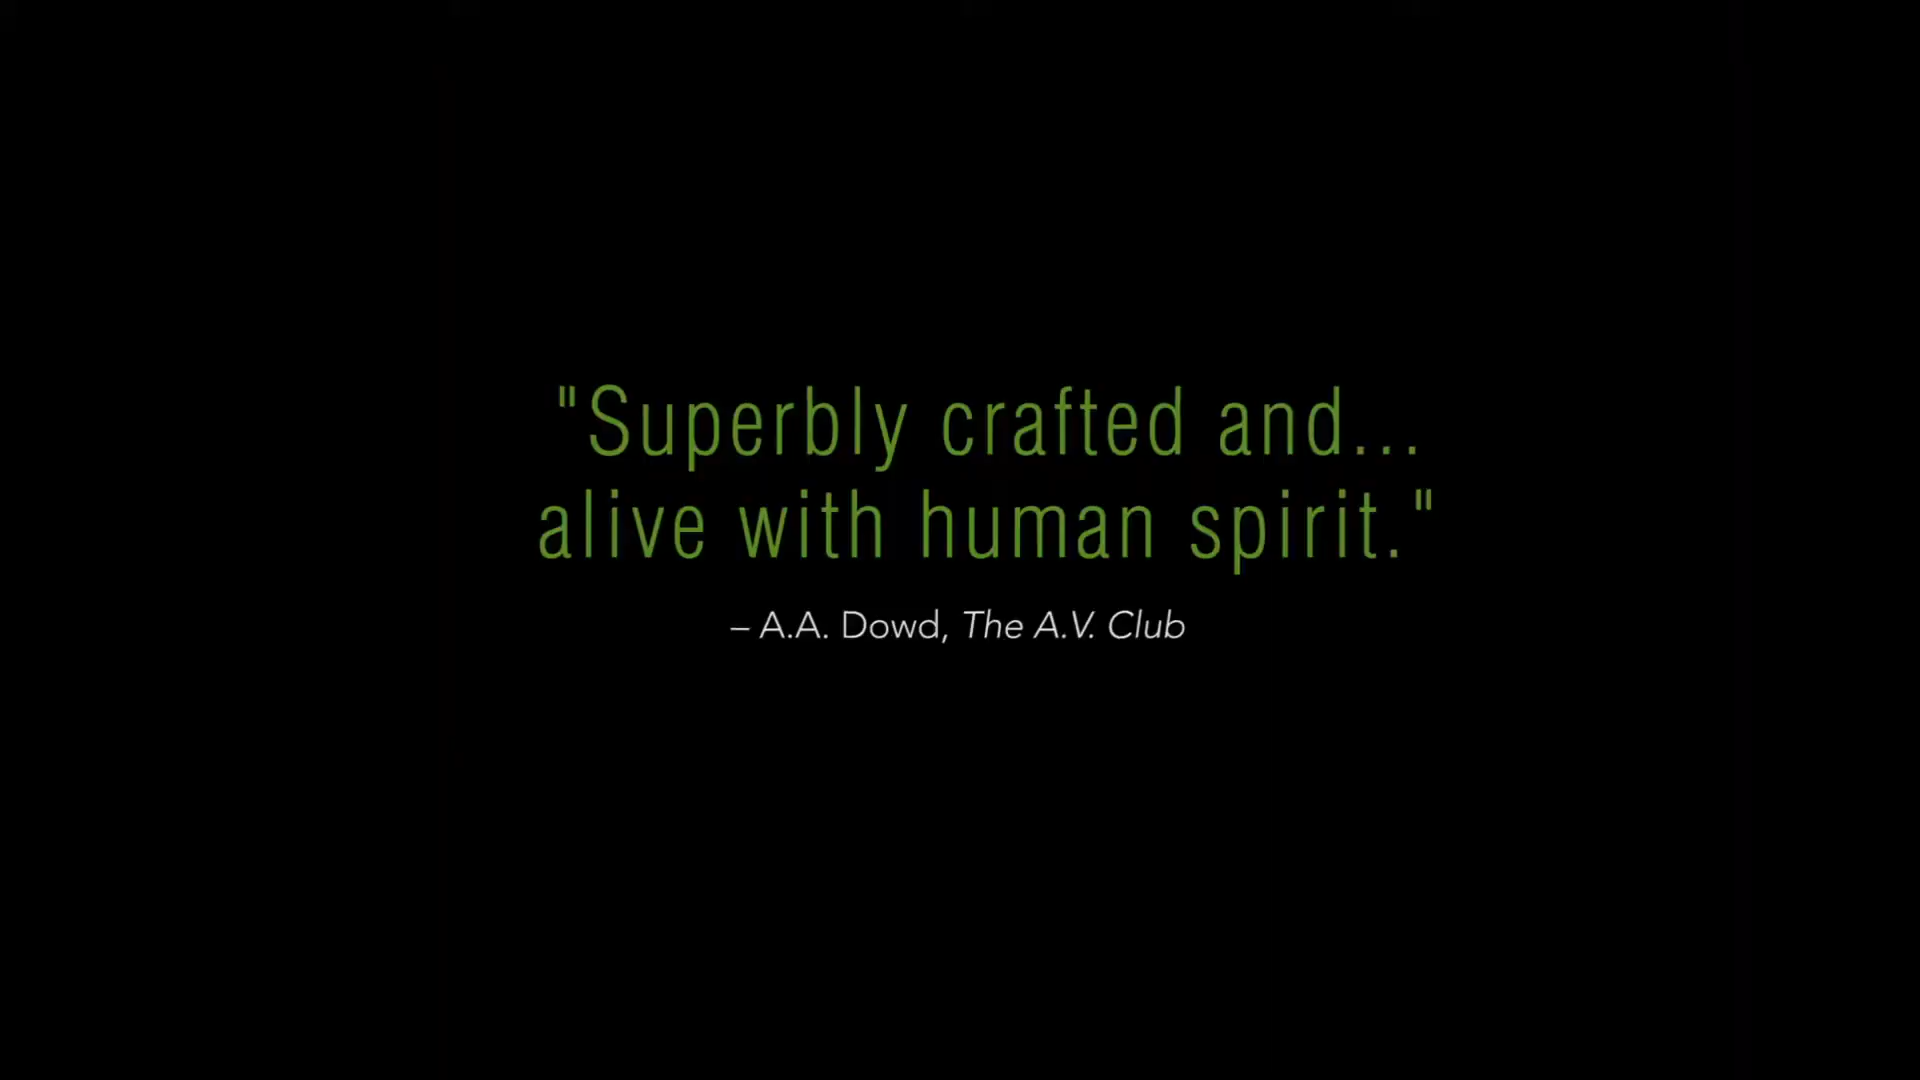 "Superbly crafted and...
alive with human spirit."
– A.A. Dowd, The A.V. Club